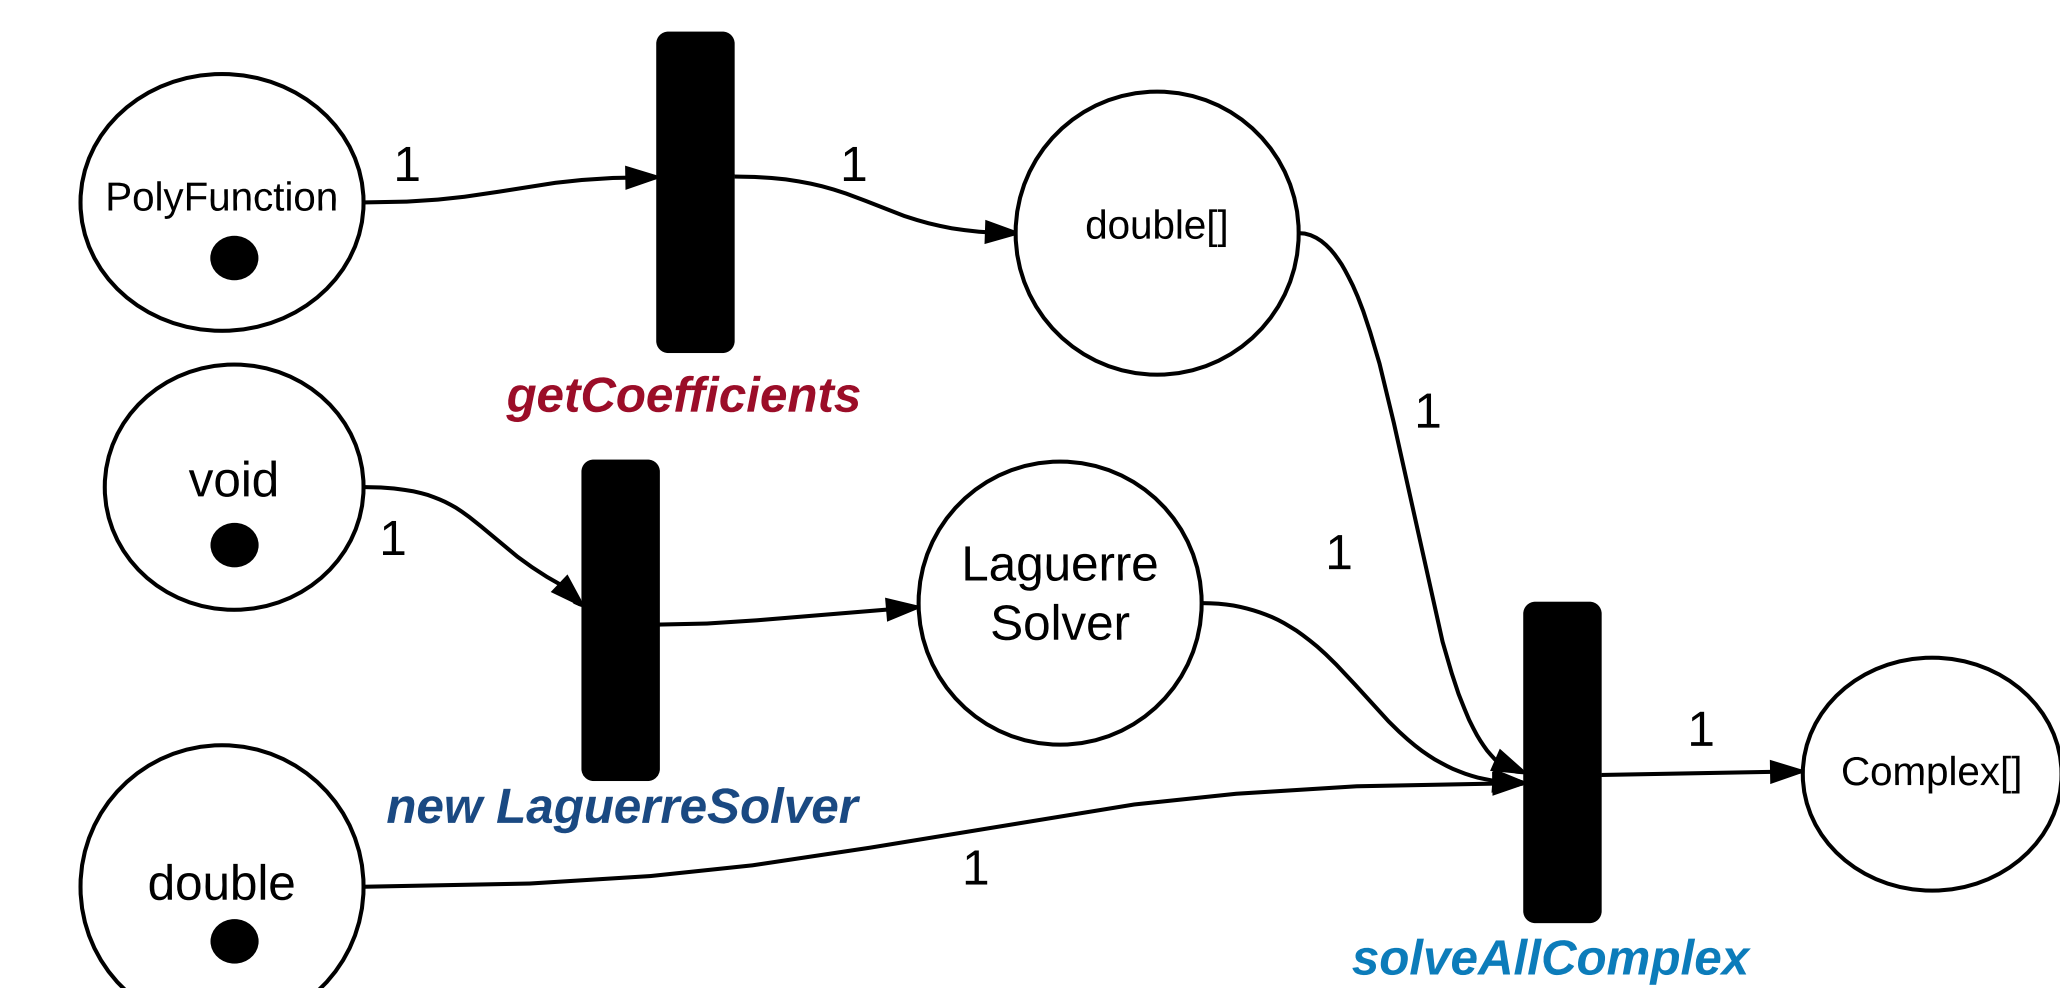 PolyFunction
1
1
double[]
getCoefficients
1
void
1
Laguerre
Solver
1
new LaguerreSolver
1
Complex[]
double
1
solveAllComplex